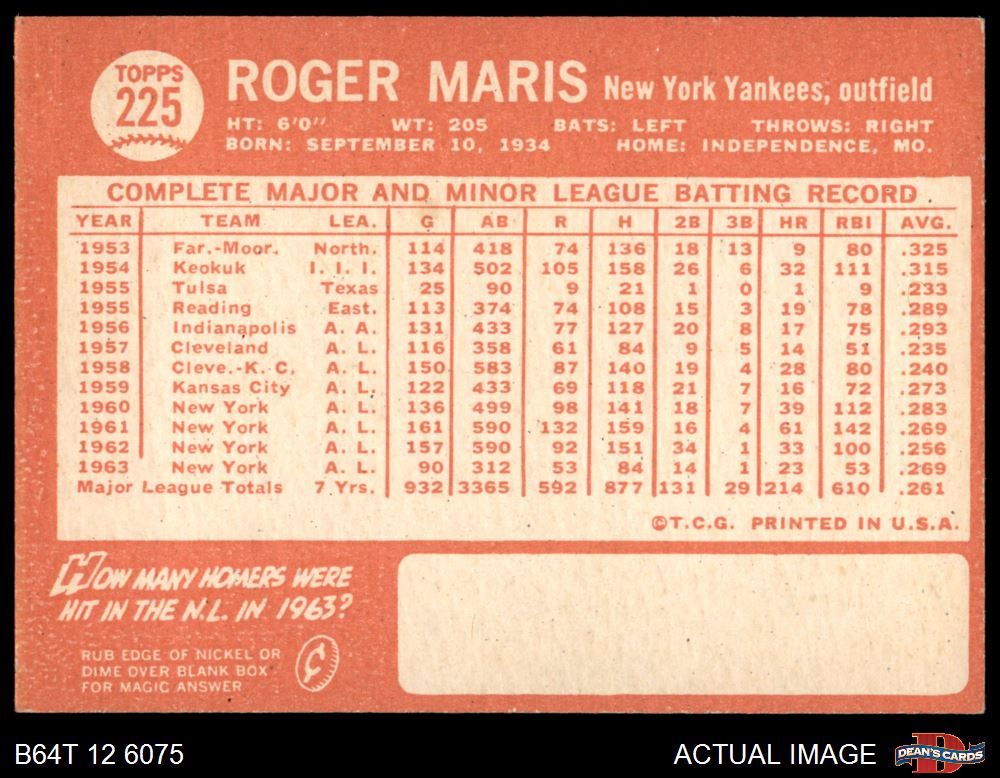 TOPPS
225
ROGER MARIS New York Yankees, outfield
HT: 6'0" WT: 205 BATS: LEFT THROWS: RIGHT
BORN: SEPTEMBER 10, 1934 HOME: INDEPENDENCE, MO.
COMPLETE MAJOR AND MINOR LEAGUE BATTING RECORD
YEAR TEAM LEA. G AB R H 2B 3B HR RBI AVG.
1953 Far.-Moor. North. 114 418 74 136 18 13 9 80 .325
1954 Keokuk I. I. I. 134 502 105 158 26 6 32 111 .315
1955 Tulsa Texas 25 90 9 21 1 0 1 9 .233
1955 Reading East. 113 374 74 108 15 3 19 78 .289
1956 Indianapolis A. A. 131 433 77 127 20 8 17 75 .293
1957 Cleveland A. L. 116 358 61 84 9 5 14 51 .235
1958 Cleve.-K. C. A. L. 150 583 87 140 19 4 28 80 .240
1959 Kansas City A. L. 122 433 69 118 21 7 16 72 .273
1960 New York A. L. 136 499 98 141 18 7 39 112 .283
1961 New York A. L. 161 590 132 159 16 4 61 142 .269
1962 New York A. L. 157 590 92 151 34 1 33 100 .256
1963 New York A. L. 90 312 53 84 14 1 23 53 .269
Major League Totals 7 Yrs. 932 3365 592 877 131 29 214 610 .261
©T.C.G. PRINTED IN U.S.A.
HOW MANY HOMERS WERE
HIT IN THE N.L. IN 1963?
RUB EDGE OF NICKEL OR
DIME OVER BLANK BOX
FOR MAGIC ANSWER
¢
B64T 12 6075
ACTUAL IMAGE
D
DEAN'S CARDS